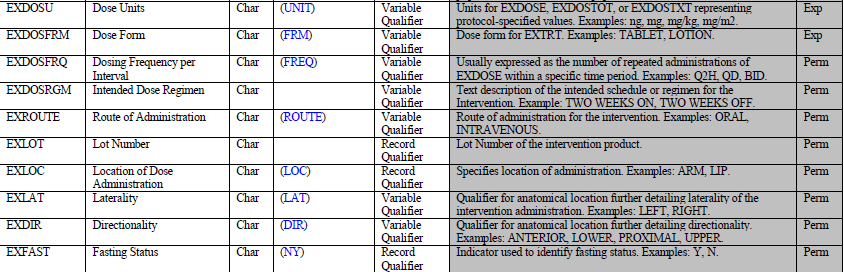 EXDOSU Dose Units Char (UNIT) Variable Units for EXDOSE, EXDOSTOT, or EXDOSTXT representing Exp
Qualifier protocol-specified values. Examples: ng, mg, mg/kg, mg/m2.
EXDOSFRM Dose Form Char (FRM) Variable Dose form for EXTRT. Examples: TABLET, LOTION. Exp
Qualifier
EXDOSFRQ Dosing Frequency per Char (FREQ) Variable Usually expressed as the number of repeated administrations of Perm
Interval Qualifier EXDOSE within a specific time period. Examples: Q2H, QD, BID.
EXDOSRGM Intended Dose Regimen Char Variable Text description of the intended schedule or regimen for the Perm
Qualifier Intervention. Example: TWO WEEKS ON, TWO WEEKS OFF.
EXROUTE Route of Administration Char (ROUTE) Variable Route of administration for the intervention. Examples: ORAL, Perm
Qualifier INTRAVENOUS.
EXLOT Lot Number Char Record Lot Number of the intervention product. Perm
Qualifier
EXLOC Location of Dose Char (LOC) Record Specifies location of administration. Examples: ARM, LIP. Perm
Administration Qualifier
EXLAT Laterality Char (LAT) Variable Qualifier for anatomical location further detailing laterality of the Perm
Qualifier intervention administration. Examples: LEFT, RIGHT.
EXDIR Directionality Char (DIR) Variable Qualifier for anatomical location further detailing directionality. Perm
Qualifier Examples: ANTERIOR, LOWER, PROXIMAL, UPPER.
EXFAST Fasting Status Char (NY) Record Indicator used to identify fasting status. Examples: Y, N. Perm
Qualifier